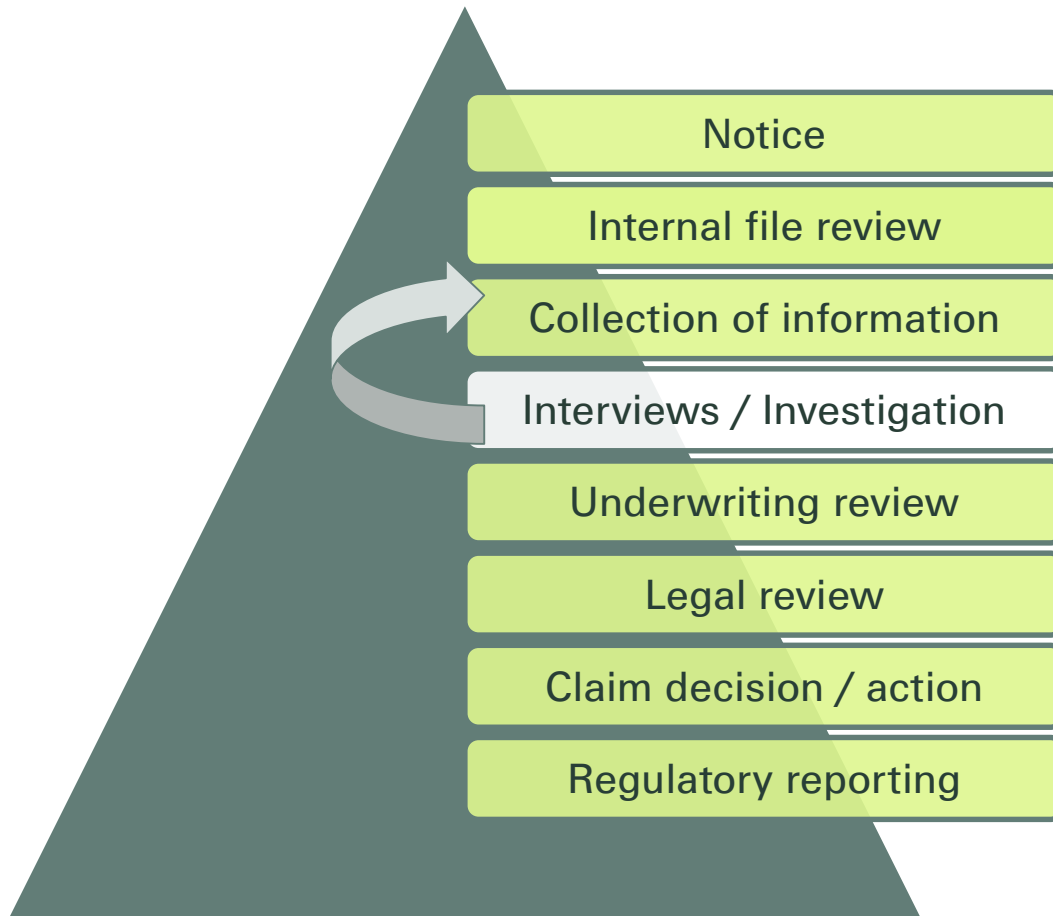 Notice
Internal file review
Collection of information
Interviews / Investigation
Underwriting review
Legal review
Claim decision / action
Regulatory reporting